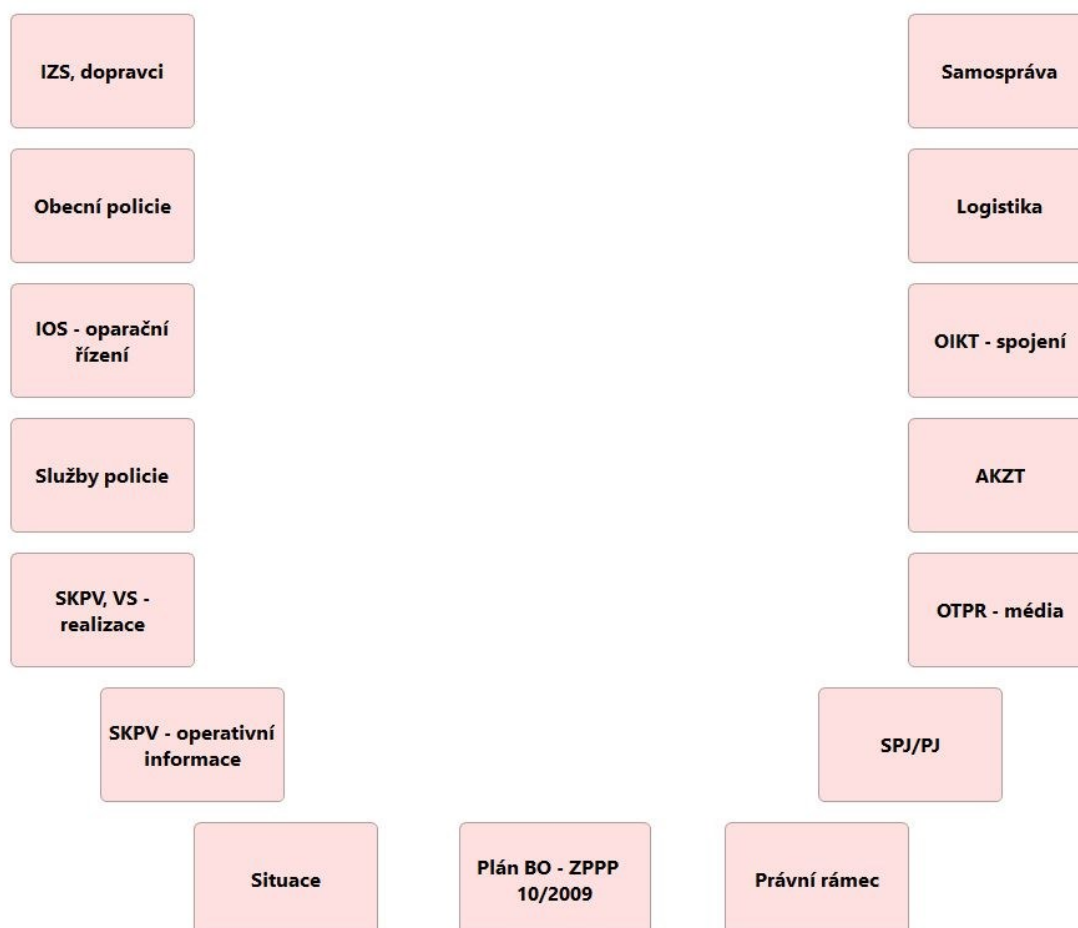 IZS, dopravci
Samospráva
Obecní policie
Logistika
IOS - oparační
řízení
OIKT - spojení
Služby policie
AKZT
SKPV, VS -
realizace
OTPR - média
SKPV - operativní
informace
SPJ/PJ
Situace
Plán BO - ZPPP
10/2009
Právní rámec